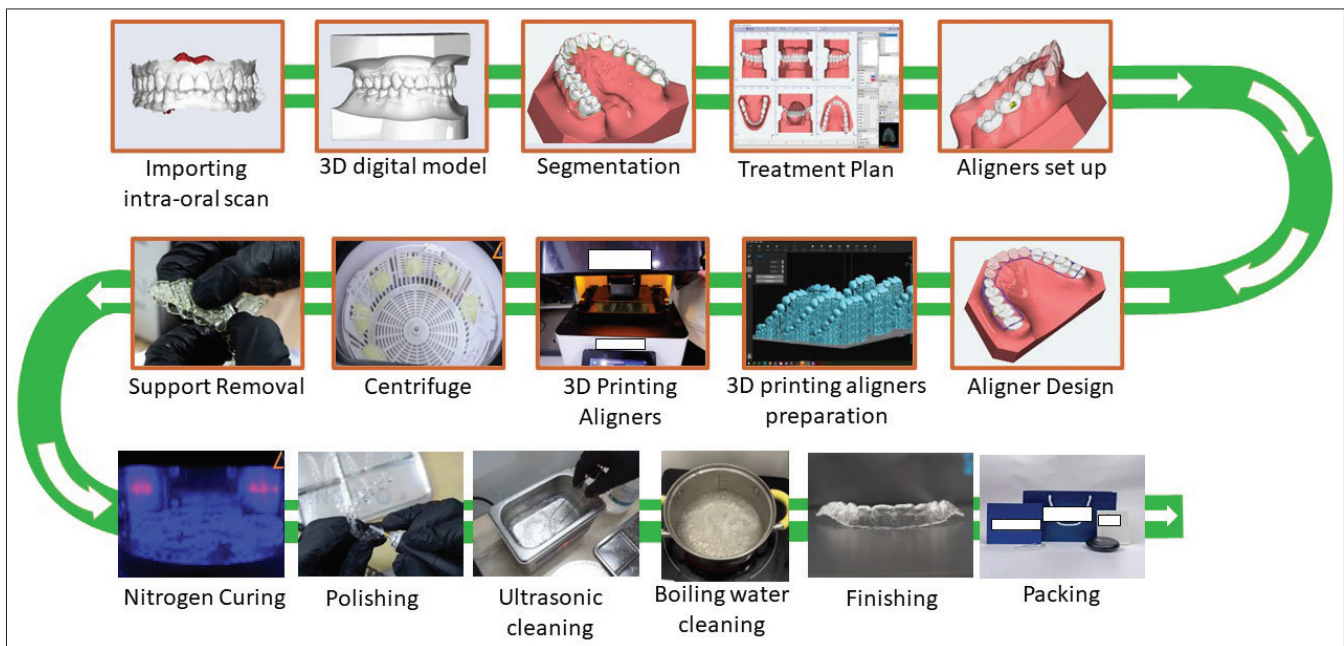 Importing
intra-oral scan
3D digital model
Segmentation
Treatment Plan
Aligners set up
Support Removal
Centrifuge
3D Printing
Aligners
3D printing aligners
preparation
Aligner Design
Nitrogen Curing
Polishing
Ultrasonic
cleaning
Boiling water
cleaning
Finishing
Packing